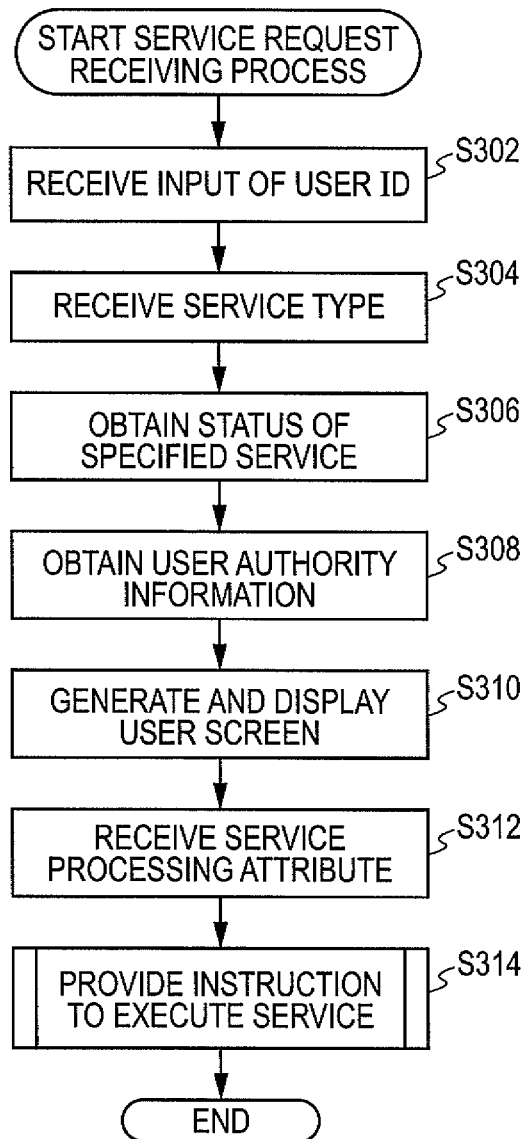 START SERVICE REQUEST
RECEIVING PROCESS
S302
RECEIVE INPUT OF USER ID
S304
RECEIVE SERVICE TYPE
S306
OBTAIN STATUS OF
SPECIFIED SERVICE
S308
OBTAIN USER AUTHORITY
INFORMATION
S310
GENERATE AND DISPLAY
USER SCREEN
S312
RECEIVE SERVICE
PROCESSING ATTRIBUTE
S314
PROVIDE INSTRUCTION
TO EXECUTE SERVICE
END